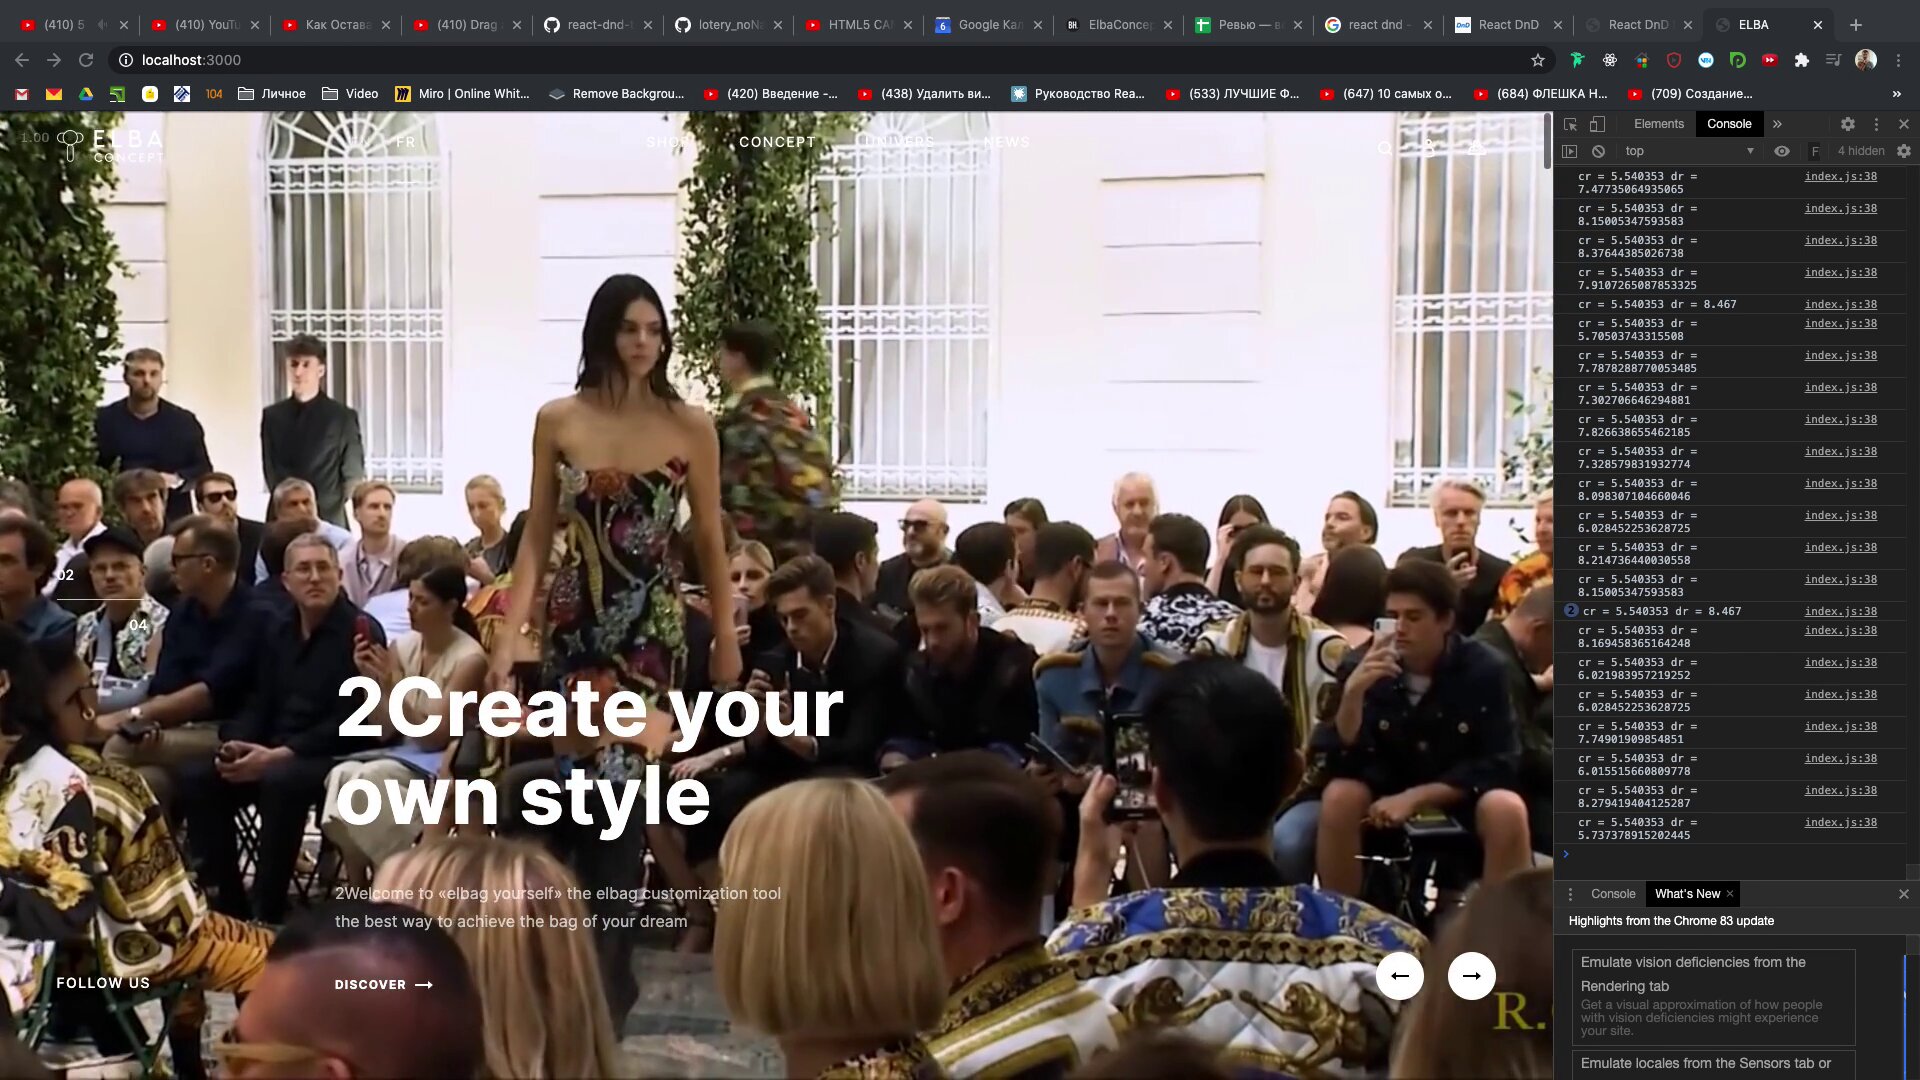 (410) 5
(410) YouTu
Как Остава
(410) Drag
react-dnd-t
lotery_noNa
HTML5 CAN
Google Кал
ElbaConcep
Ревью — в
react dnd -
React DnD
React DnD
ELBA
localhost:3000
104
Личное
Video
Miro | Online Whit...
Remove Backgrou...
(420) Введение -...
(438) Удалить ви...
Руководство Rea...
(533) ЛУЧШИЕ Ф...
(647) 10 самых о...
(684) ФЛЕШКА Н...
(709) Создание...
»
1.00
ELBA
CONCEPT
FR
SHOP
CONCEPT
UNIVERS
NEWS
02
04
2Create your
own style
2Welcome to «elbag yourself» the elbag customization tool
the best way to achieve the bag of your dream
FOLLOW US
DISCOVER
R.
Elements
Console
»
top
F
4 hidden
cr = 5.540353 dr = index.js:38
7.47735064935065
cr = 5.540353 dr = index.js:38
8.15005347593583
cr = 5.540353 dr = index.js:38
8.37644385026738
cr = 5.540353 dr = index.js:38
7.9107265087853325
cr = 5.540353 dr = 8.467 index.js:38
cr = 5.540353 dr = index.js:38
5.70503743315508
cr = 5.540353 dr = index.js:38
7.7878288770053485
cr = 5.540353 dr = index.js:38
7.302706646294881
cr = 5.540353 dr = index.js:38
7.826638655462185
cr = 5.540353 dr = index.js:38
7.328579831932774
cr = 5.540353 dr = index.js:38
8.098307104660046
cr = 5.540353 dr = index.js:38
6.028452253628725
cr = 5.540353 dr = index.js:38
8.214736440030558
cr = 5.540353 dr = index.js:38
8.15005347593583
2 cr = 5.540353 dr = 8.467 index.js:38
cr = 5.540353 dr = index.js:38
8.169458365164248
cr = 5.540353 dr = index.js:38
6.021983957219252
cr = 5.540353 dr = index.js:38
6.028452253628725
cr = 5.540353 dr = index.js:38
7.74901909854851
cr = 5.540353 dr = index.js:38
6.015515660809778
cr = 5.540353 dr = index.js:38
8.279419404125287
cr = 5.540353 dr = index.js:38
5.737378915202445
Console
What's New
Highlights from the Chrome 83 update
Emulate vision deficiencies from the
Rendering tab
Get a visual approximation of how people
with vision deficiencies might experience
your site.
Emulate locales from the Sensors tab or